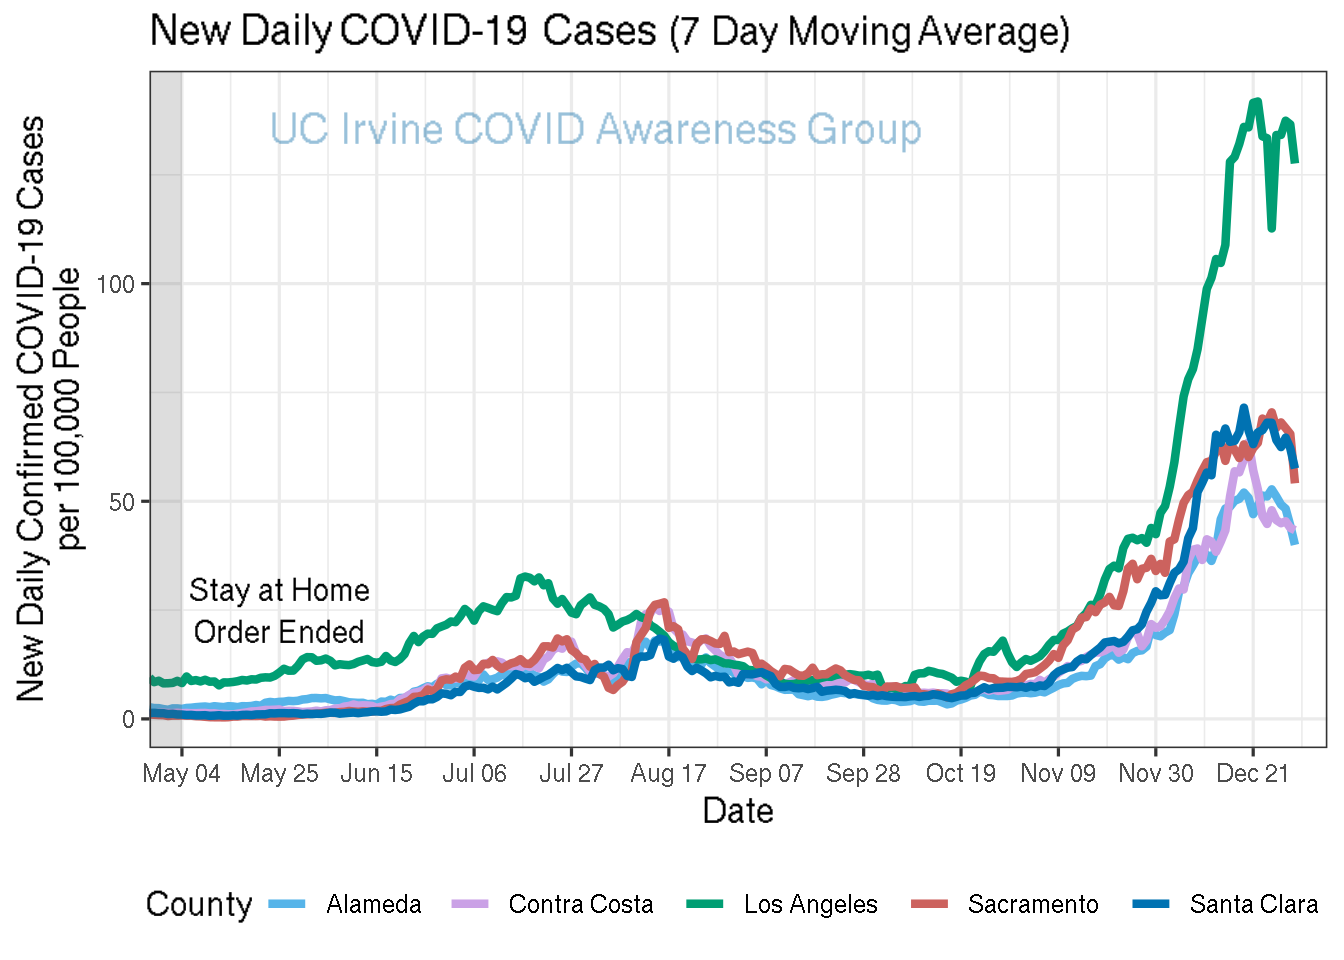 New Daily COVID-19 Cases (7 Day Moving Average)
UC Irvine COVID Awareness Group
New Daily Confirmed COVID-19 Cases
per 100,000 People
100
50
0
Stay at Home
Order Ended
May 04 May 25 Jun 15 Jul 06 Jul 27 Aug 17 Sep 07 Sep 28 Oct 19 Nov 09 Nov 30 Dec 21
Date
County Alameda Contra Costa Los Angeles Sacramento Santa Clara